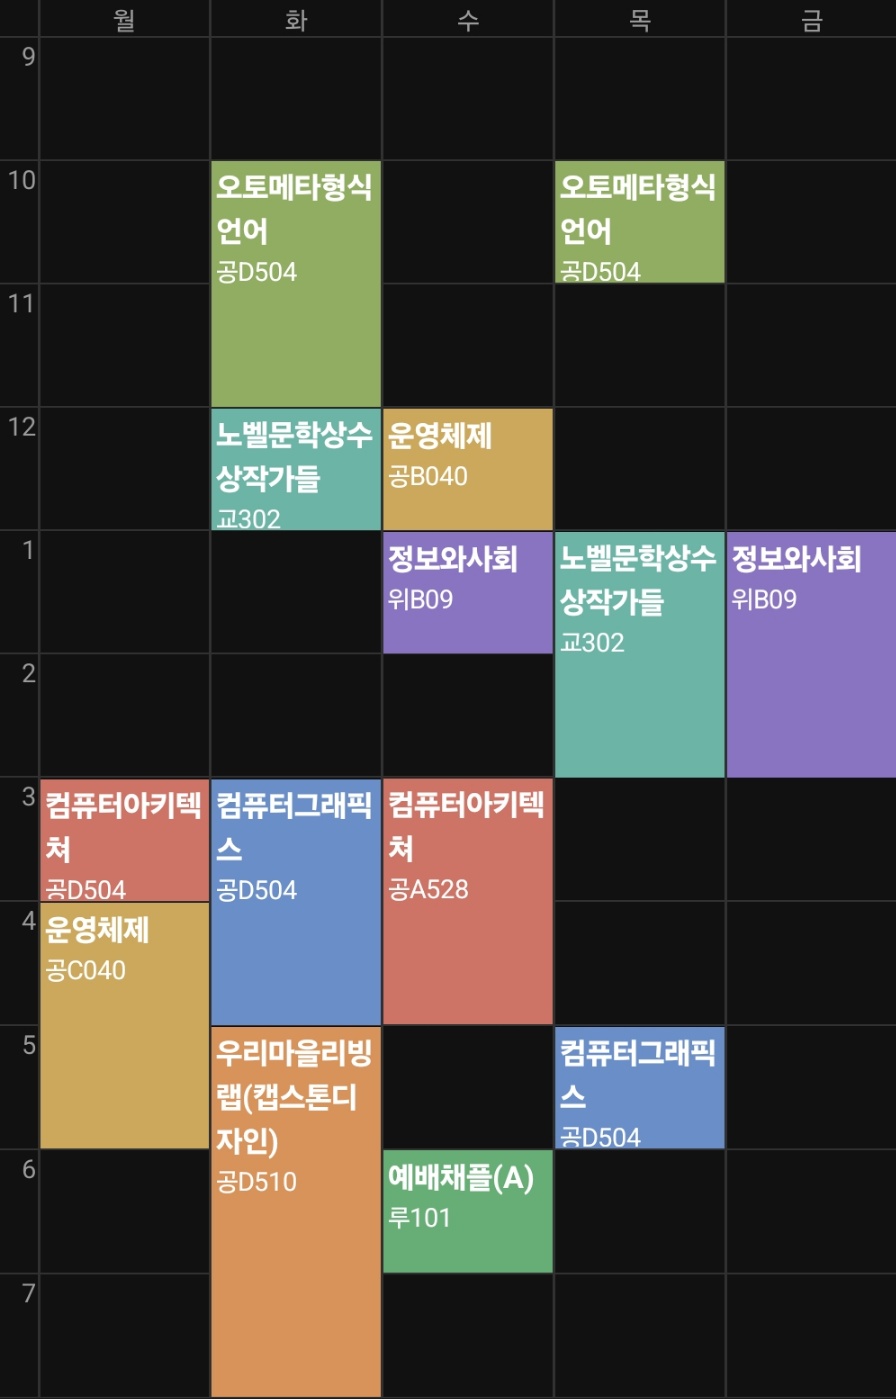 월 화 수 목 금
9
10
오토메타형식
언어
공D504
오토메타형식
언어
공D504
11
12
노벨문학상수
상작가들
교302
운영체제
공B040
1
정보와사회
위B09
노벨문학상수
상작가들
교302
정보와사회
위B09
2
3
컴퓨터아키텍
쳐
공D504
컴퓨터그래픽
스
공D504
컴퓨터아키텍
쳐
공A528
4
운영체제
공C040
5
우리마을리빙
랩(캡스톤디
자인)
공D510
컴퓨터그래픽
스
공D504
6
예배채플(A)
루101
7